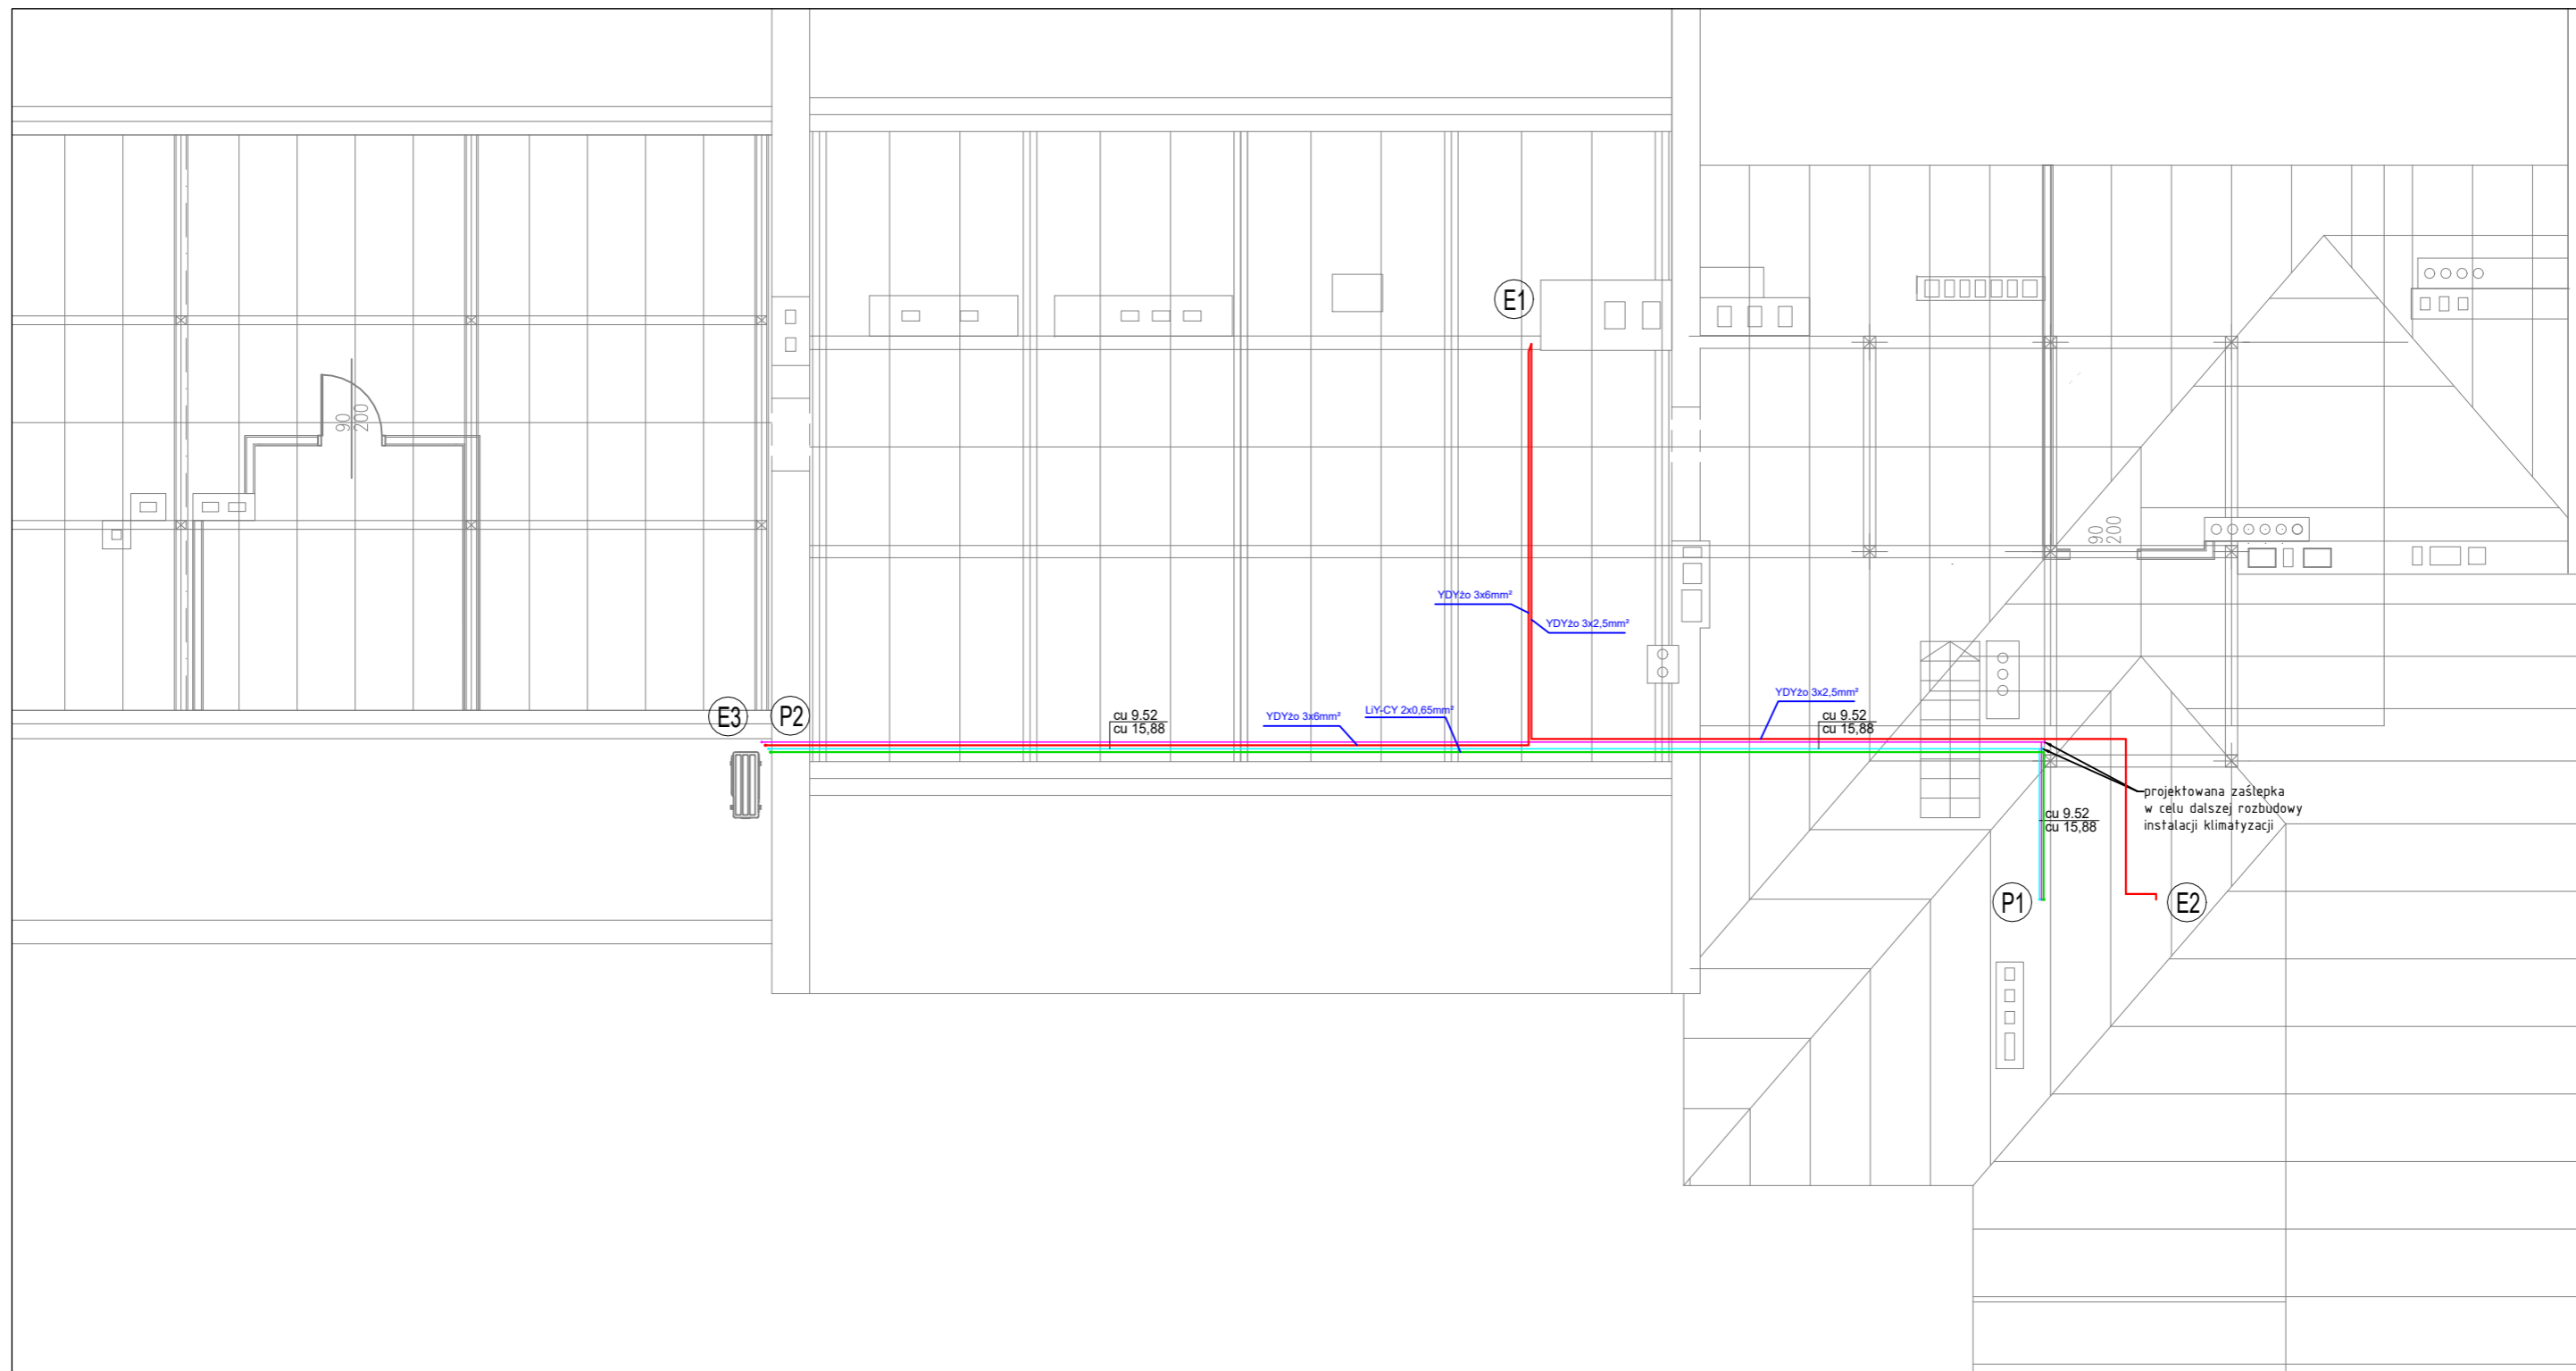 E1
90
200
90
200
YDYżo 3x6mm²
YDYżo 3x2,5mm²
E3
P2
cu 9.52
cu 15,88
YDYżo 3x6mm²
LiY-CY 2x0,65mm²
YDYżo 3x2,5mm²
cu 9.52
cu 15,88
projektowana zaślepka
w celu dalszej rozbudowy
instalacji klimatyzacji
cu 9.52
cu 15,88
P1
E2